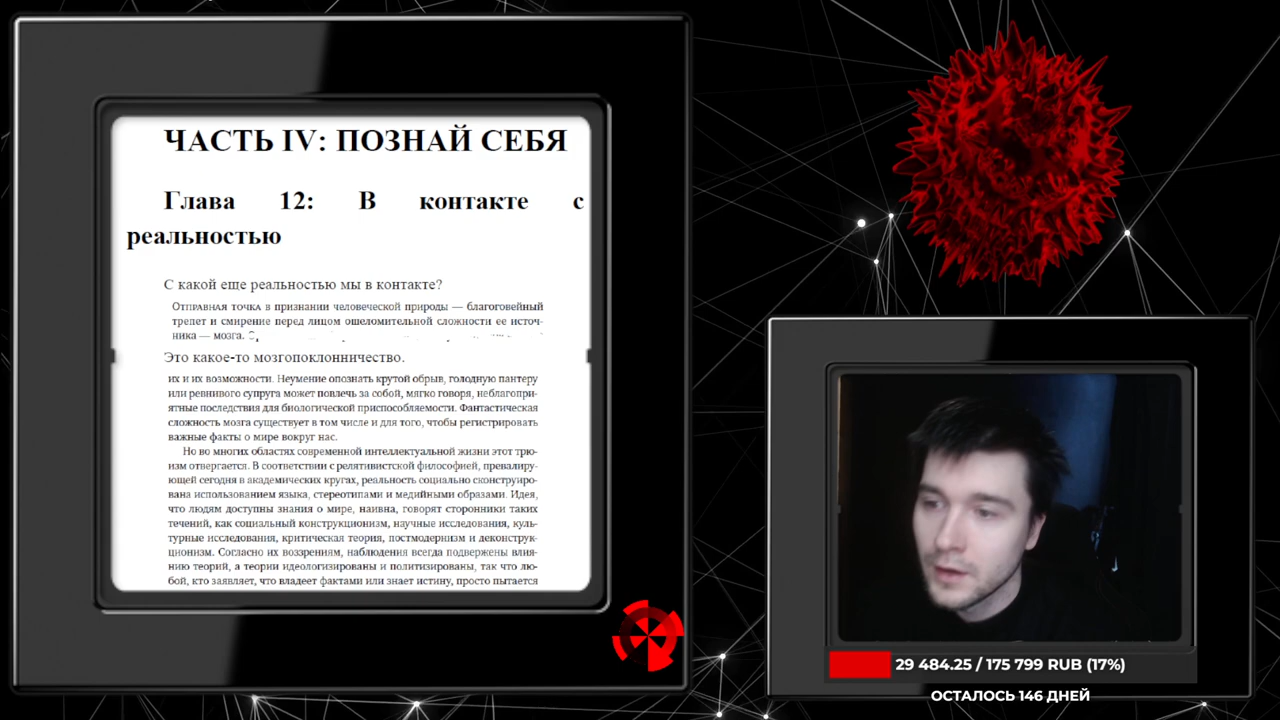 ЧАСТЬ IV: ПОЗНАЙ СЕБЯ
Глава 12: В контакте с
реальностью
С какой еще реальностью мы в контакте?
Отправная точка в признании человеческой природы — благоговейный
трепет и смирение перед лицом ошеломительной сложности ее источ-
ника — мозга.
Это какое-то мозгопоклонничество.
их и их возможности. Неумение опознать крутой обрыв, голодную пантеру
или ревнивого супруга может повлечь за собой, мягко говоря, неблагопри-
ятные последствия для биологической приспособляемости. Фантастическая
сложность мозга существует в том числе и для того, чтобы регистрировать
важные факты о мире вокруг нас.
Но во многих областях современной интеллектуальной жизни этот трю-
изм отвергается. В соответствии с релятивистской философией, превалиру-
ющей сегодня в академических кругах, реальность социально сконструиро-
вана использованием языка, стереотипами и медийными образами. Идея,
что людям доступны знания о мире, наивна, говорят сторонники таких
течений, как социальный конструкционизм, научные исследования, куль-
турные исследования, критическая теория, постмодернизм и деконструк-
ционизм. Согласно их воззрениям, наблюдения всегда подвержены влия-
нию теорий, а теории идеологизированы и политизированы, так что лю-
бой, кто заявляет, что владеет фактами или знает истину, просто пытается
29 484.25 / 175 799 RUB (17%)
ОСТАЛОСЬ 146 ДНЕЙ